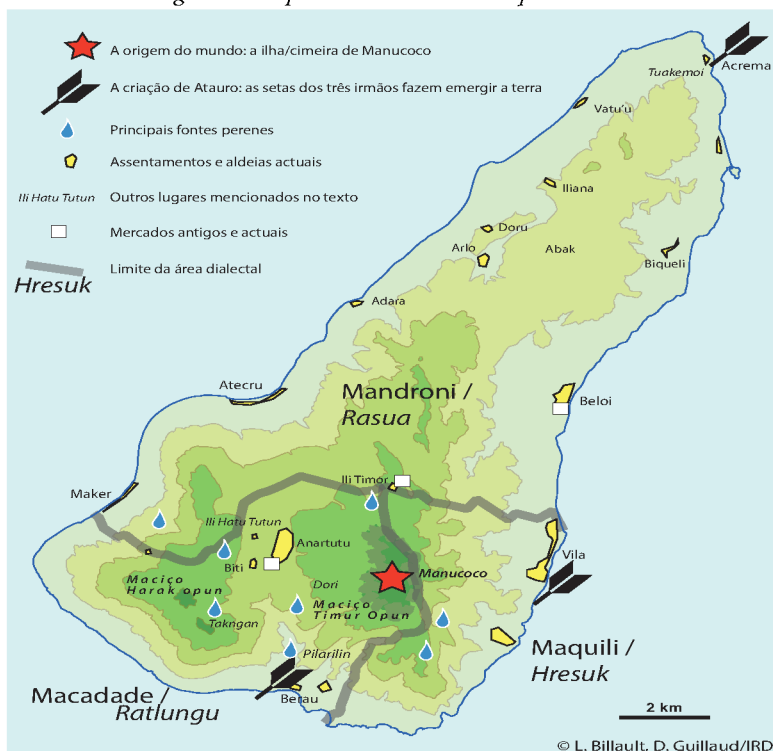 A origem do mundo: a ilha/cimeira de Manucoco
A criação de Atauro: as setas dos três irmãos fazem emergir a terra
Principais fontes perenes
Assentamentos e aldeias actuais
Ili Hatu Tutun Outros lugares mencionados no texto
Mercados antigos e actuais
Hresuk Limite da área dialectal
Acrema
Tuakemoi
Vatu'u
Iliana
Doru
Arlo
Abak
Biqueli
Adara
Atecru
Mandroni /
Rasua
Beloi
Ili Timor
Maker
Ili Hatu Tutun
Anartutu
Biti
Vila
Maciço
Harak opun
Dori
Manucoco
Maciço
Timur Opun
Takngan
Pilarilin
Maquili /
Hresuk
Macadade /
Ratlungu
Berau
2 km
© L. Billault, D. Guillaud/IRD